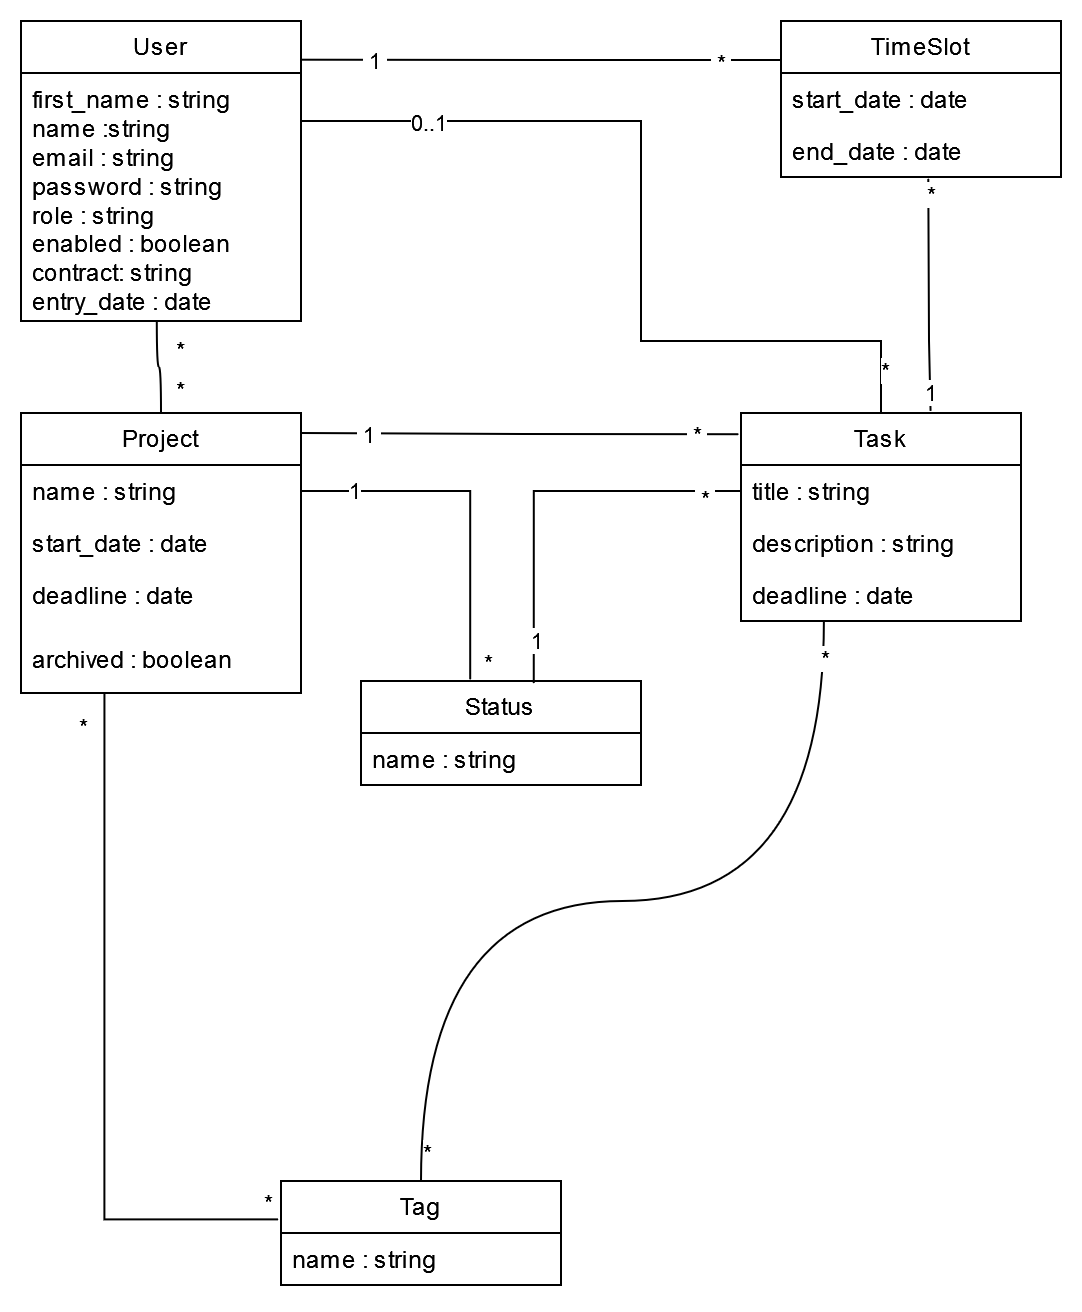 User
first_name : string
name :string
email : string
password : string
role : string
enabled : boolean
contract: string
entry_date : date
1
*
TimeSlot
start_date : date
end_date : date
0..1
*
*
1
*
*
Project
name : string
start_date : date
deadline : date
archived : boolean
1
*
Task
title : string
description : string
deadline : date
1
*
*
1
Status
name : string
*
*
*
*
Tag
name : string